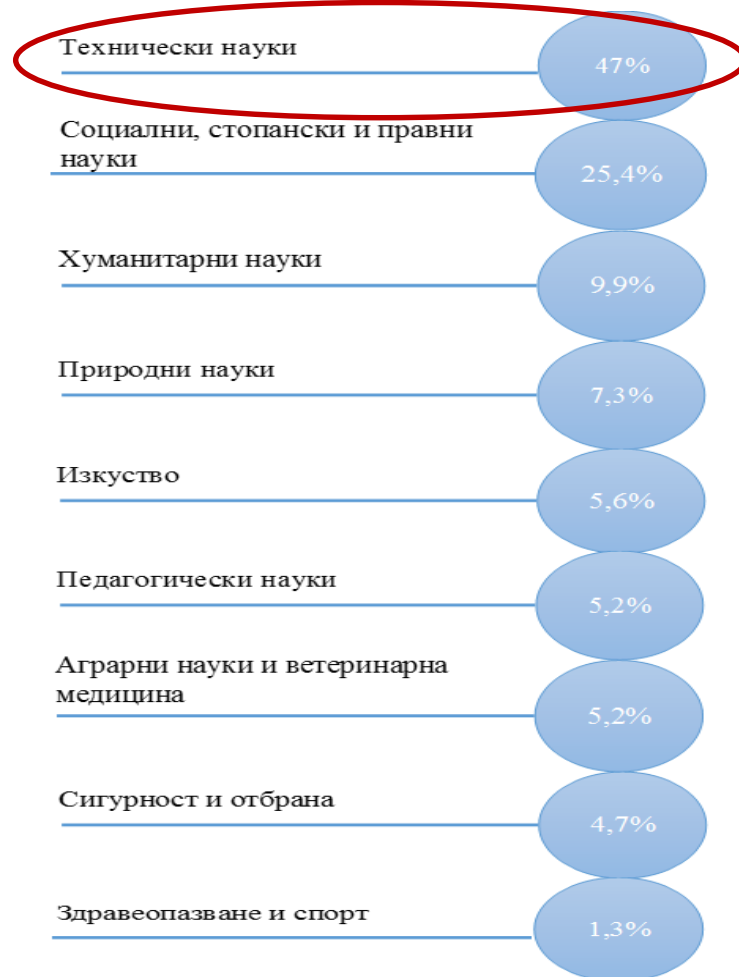 Технически науки
47%
Социални, стопански и правни
науки
25,4%
Хуманитарни науки
9,9%
Природни науки
7,3%
Изкуство
5,6%
Педагогически науки
5,2%
Аграрни науки и ветеринарна
медицина
5,2%
Сигурност и отбрана
4,7%
Здравеопазване и спорт
1,3%